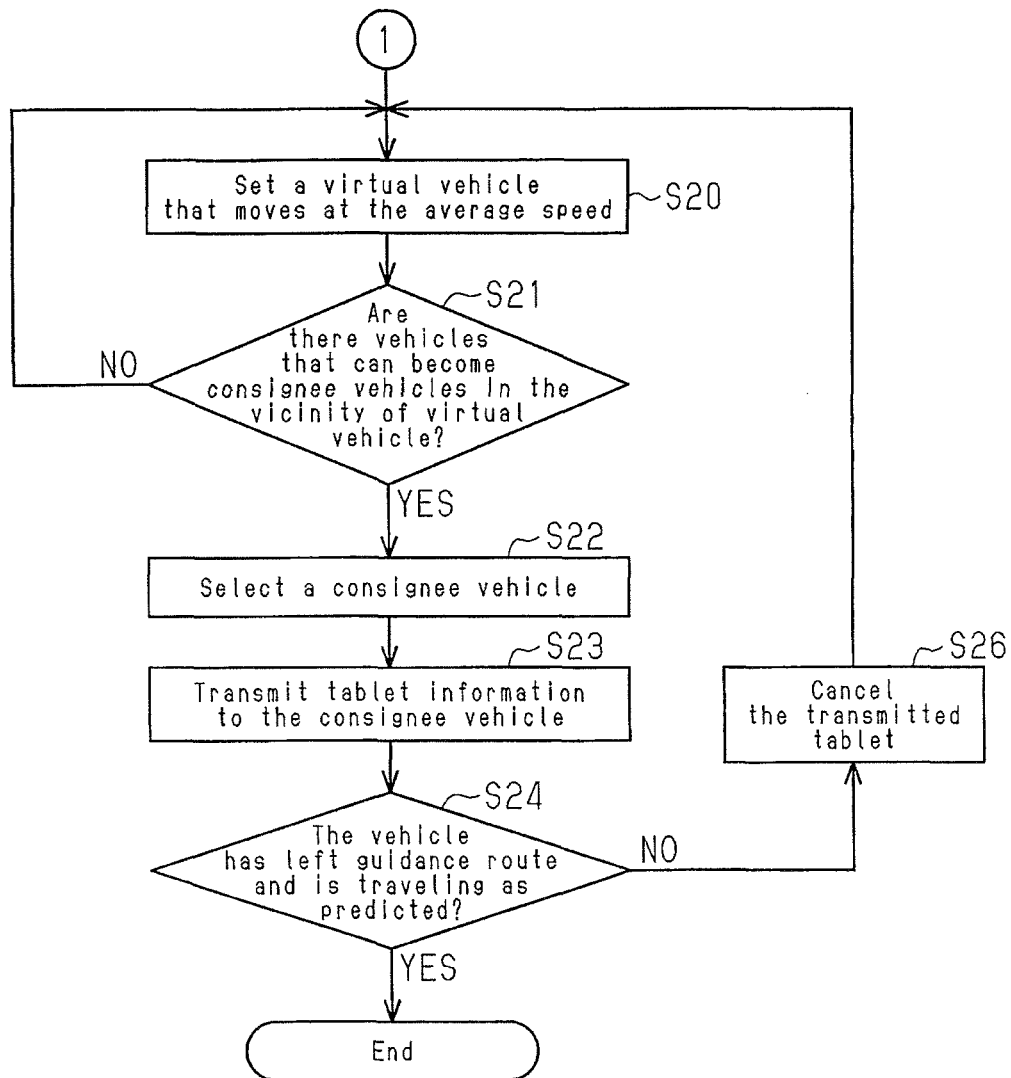 1
Set a virtual vehicle
that moves at the average speed
S20
S21
Are
there vehicles
that can become
consignee vehicles in the
vicinity of virtual
vehicle?
NO
YES
S22
Select a consignee vehicle
S23
Transmit tablet information
to the consignee vehicle
S26
Cancel
the transmitted
tablet
S24
The vehicle
has left guidance route
and is traveling as
predicted?
NO
YES
End